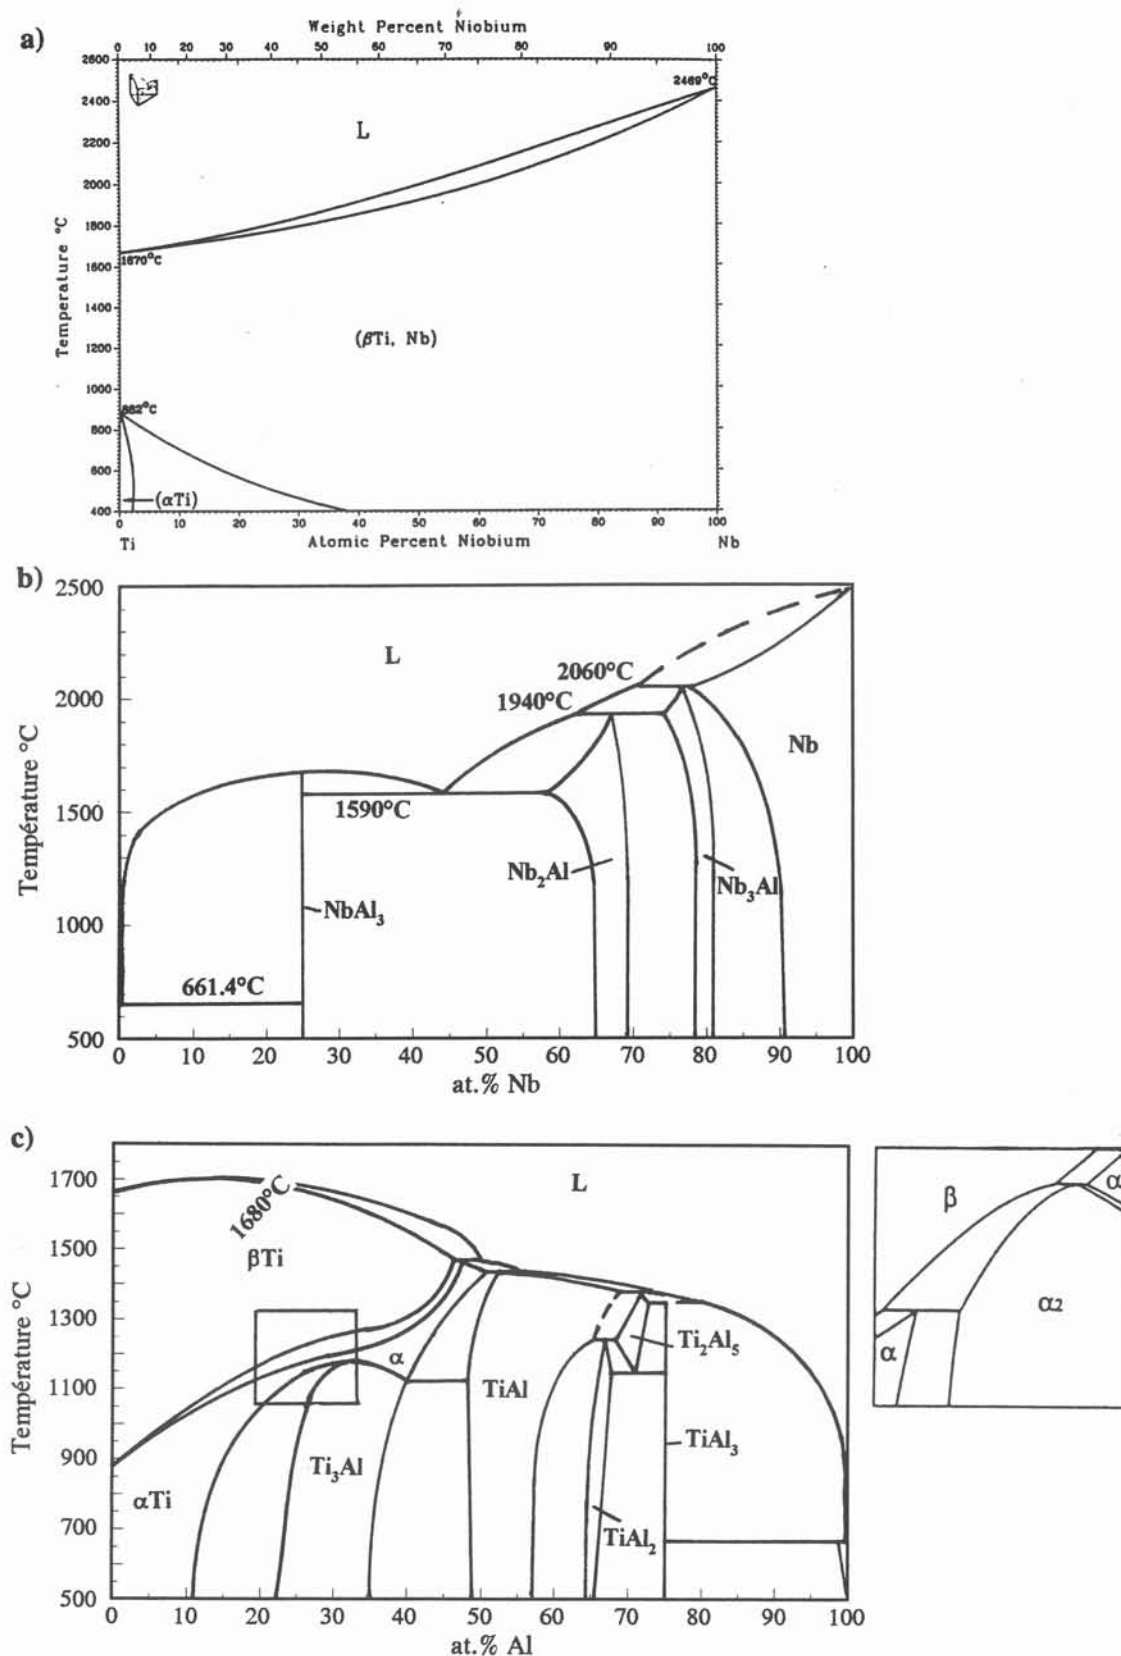 a)
Weight Percent Niobium
0 10 20 30 40 50 60 70 80 100
2600
2400
2200
2000
1800
1600
1400
1200
1000
800
600
400
Temperature °C
2469°C
L
1670°C
(βTi, Nb)
882°C
(αTi)
0 10 20 30 40 50 60 70 80 90 100
Ti Atomic Percent Niobium Nb
b)
2500
2000
1500
1000
500
Température °C
L
2060°C
1940°C
Nb
1590°C
Nb2Al
Nb3Al
NbAl3
661.4°C
0 10 20 30 40 50 60 70 80 90 100
at.% Nb
c)
1700
1500
1300
1100
900
700
500
Température °C
L
1680°C
βTi
α
Ti2Al5
TiAl
TiAl3
Ti3Al
αTi
TiAl2
0 10 20 30 40 50 60 70 80 90 100
at.% Al
β
α
α2
α